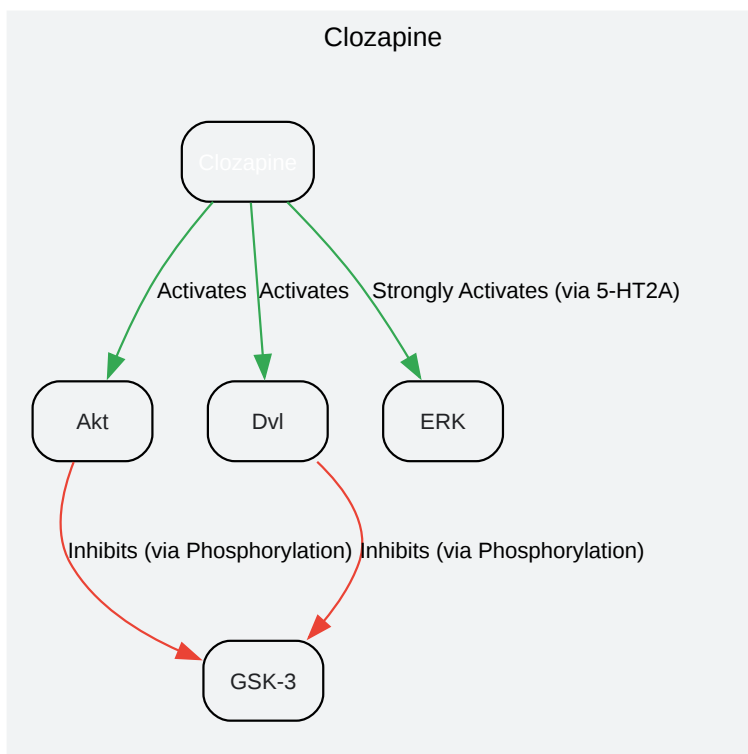 Clozapine
Clozapine
Activates
Activates
Strongly Activates (via 5-HT2A)
Akt
Dvl
ERK
Inhibits (via Phosphorylation)
Inhibits (via Phosphorylation)
GSK-3